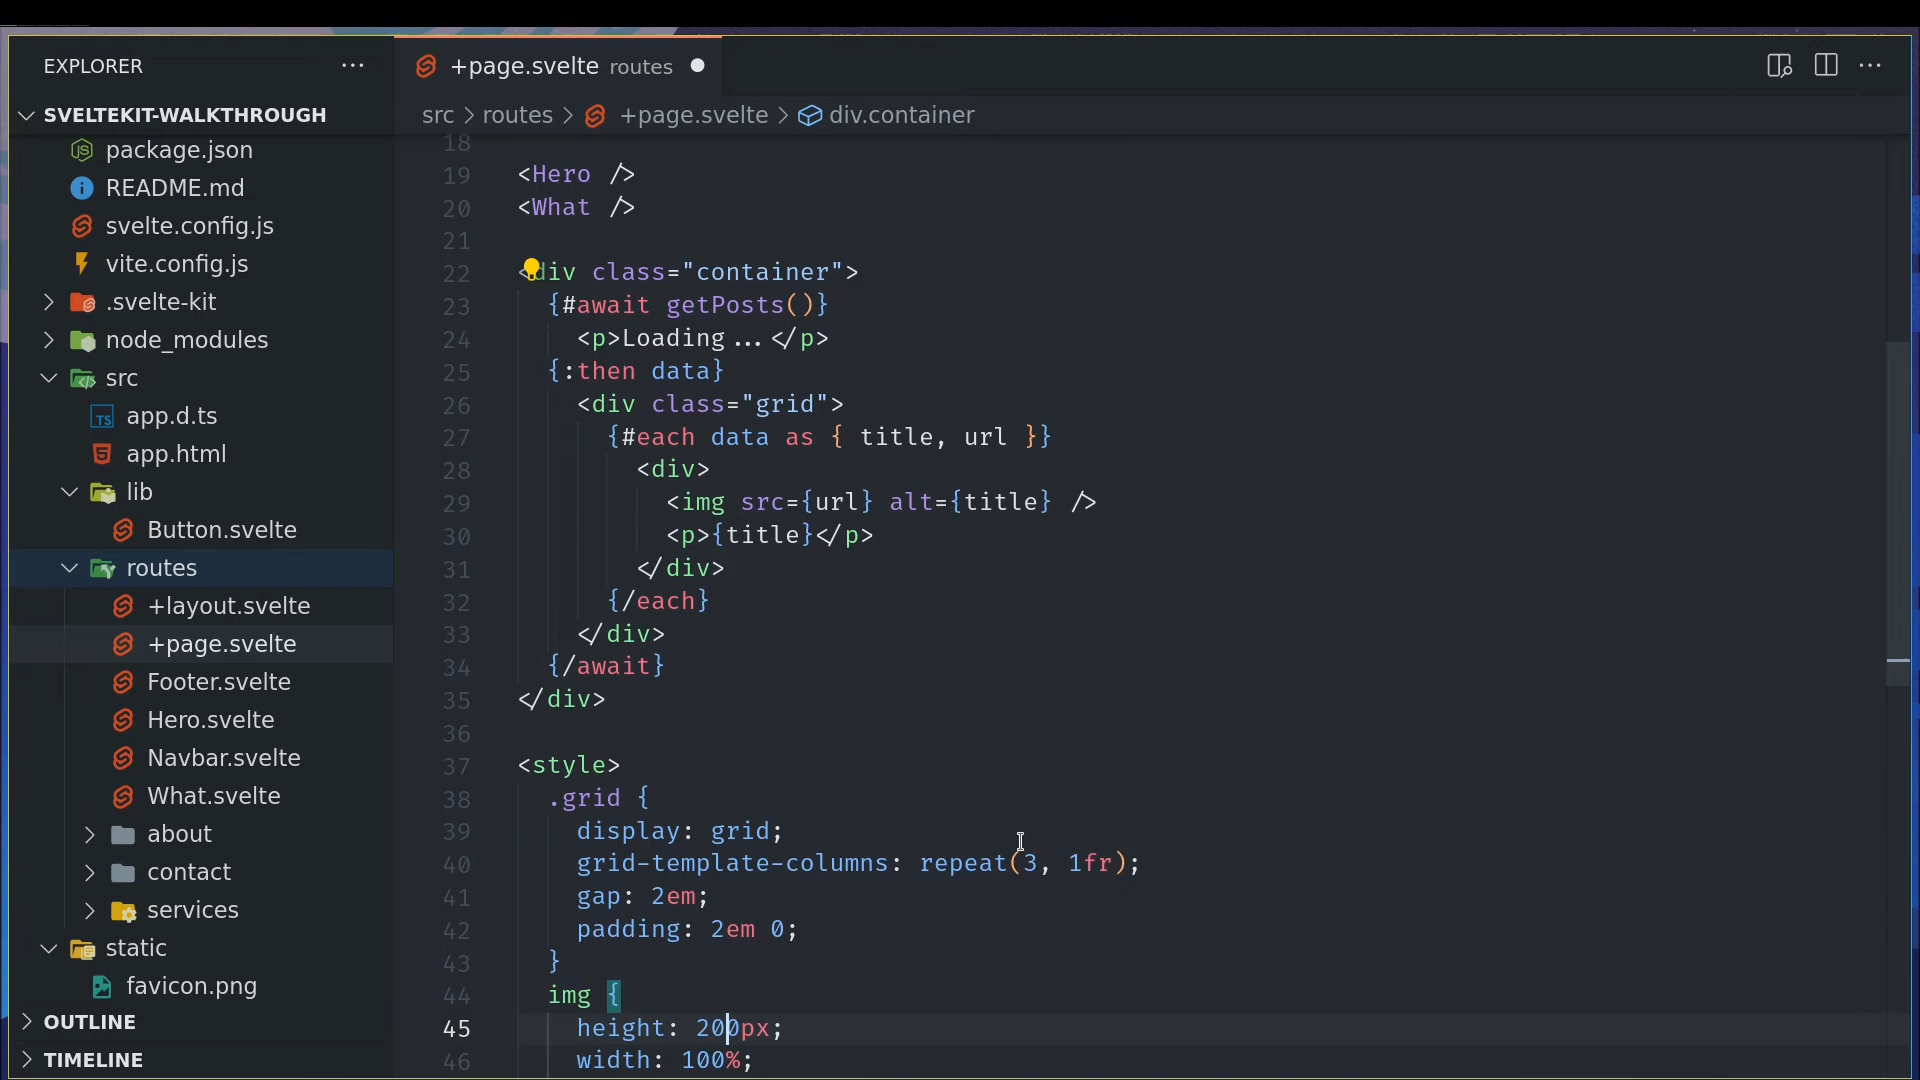 EXPLORER
SVELTEKIT-WALKTHROUGH
package.json
README.md
svelte.config.js
vite.config.js
.svelte-kit
node_modules
src
app.d.ts
app.html
lib
Button.svelte
routes
+layout.svelte
+page.svelte
Footer.svelte
Hero.svelte
Navbar.svelte
What.svelte
about
contact
services
static
favicon.png
OUTLINE
TIMELINE
+page.svelte routes
src > routes > +page.svelte > div.container
18
19 <Hero />
20 <What />
21
22 <div class="container">
23 {#await getPosts()}
24 <p>Loading...</p>
25 {:then data}
26 <div class="grid">
27 {#each data as { title, url }}
28 <div>
29 <img src={url} alt={title} />
30 <p>{title}</p>
31 </div>
32 {/each}
33 </div>
34 {/await}
35 </div>
36
37 <style>
38 .grid {
39 display: grid;
40 grid-template-columns: repeat(3, 1fr);
41 gap: 2em;
42 padding: 2em 0;
43 }
44 img {
45 height: 200px;
46 width: 100%;